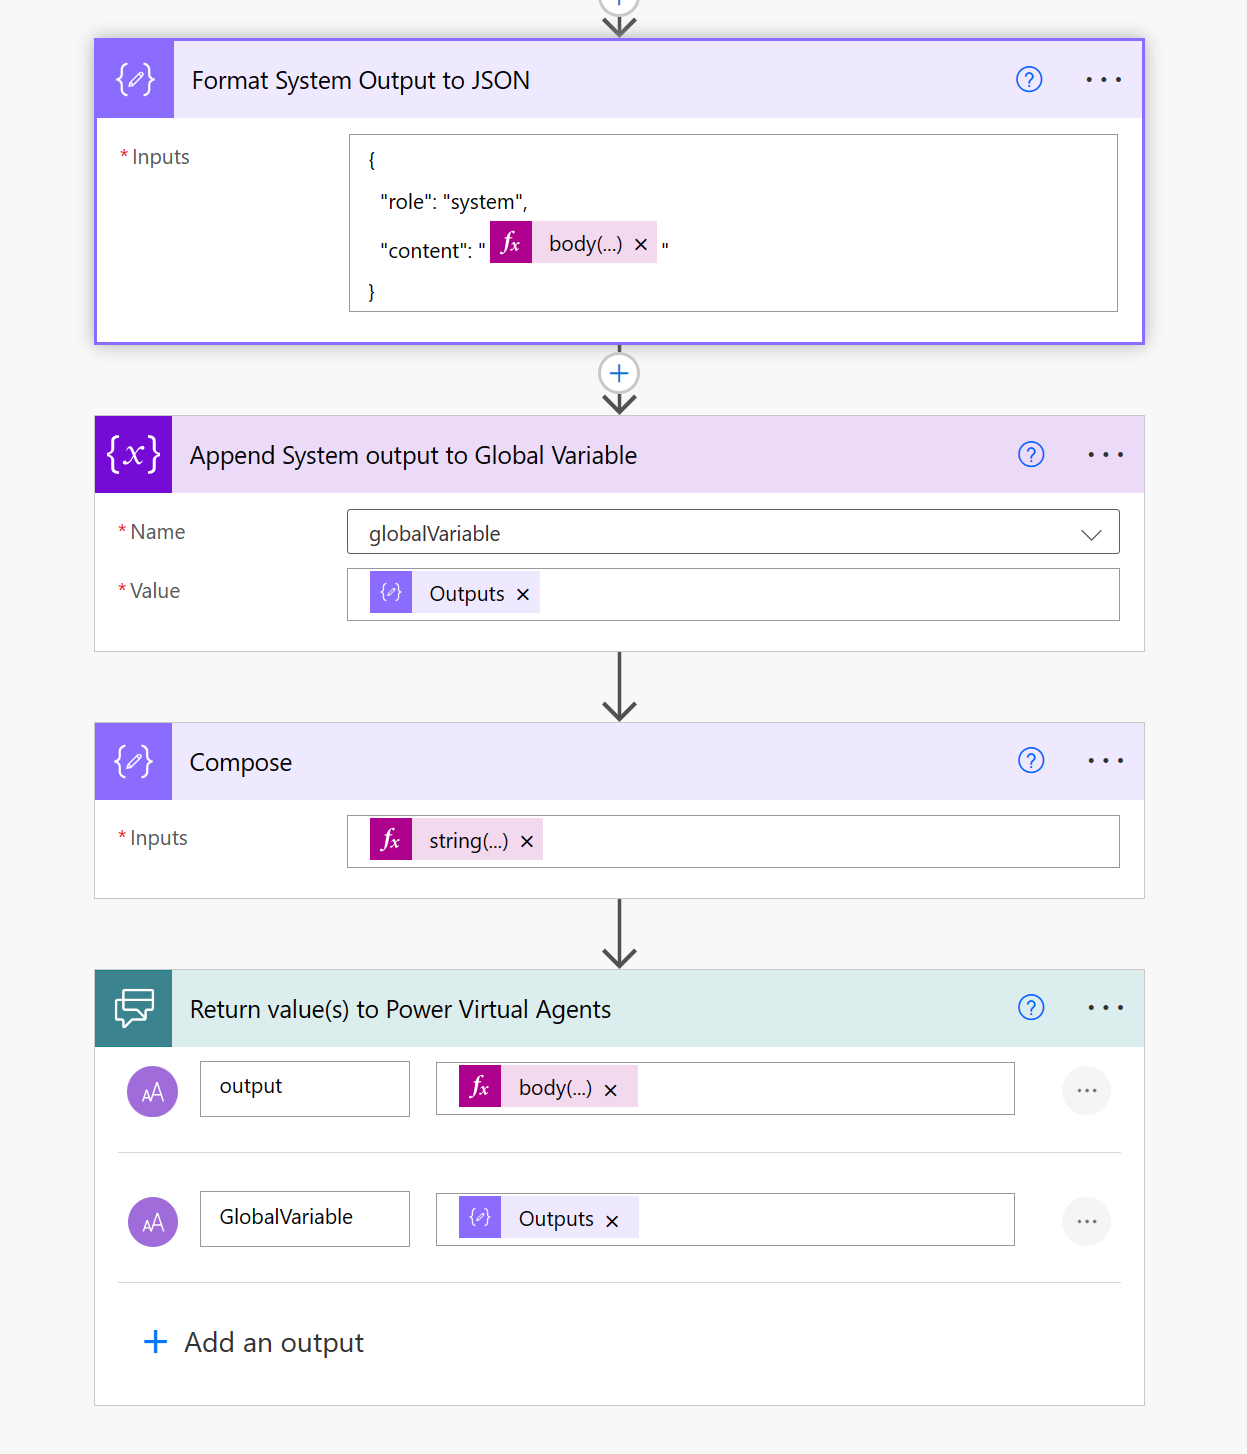 Format System Output to JSON
* Inputs
{
"role": "system",
"content": " fx body(...) × "
}
{x} Append System output to Global Variable
* Name
globalVariable
* Value
Outputs ×
Compose
* Inputs
fx string(...) ×
Return value(s) to Power Virtual Agents
AA output fx body(...) ×
AA GlobalVariable Outputs ×
+ Add an output